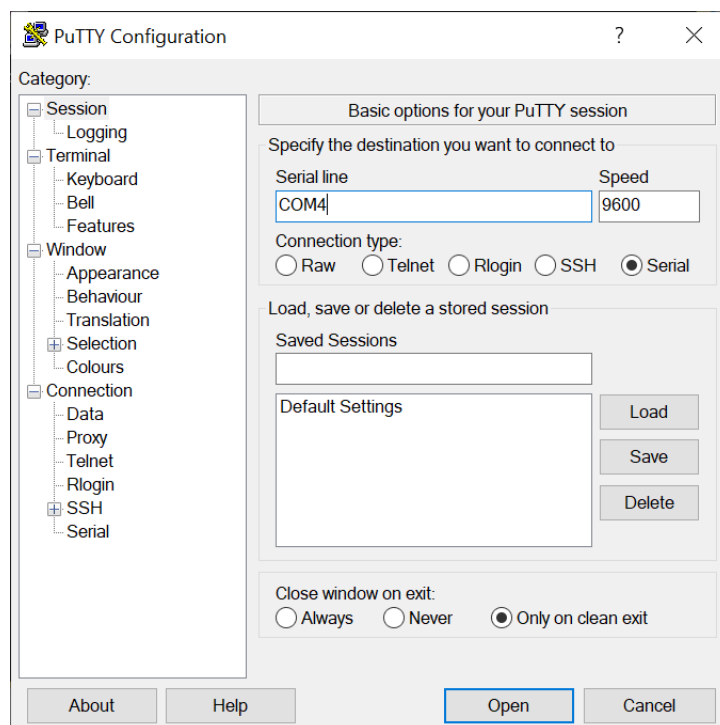 PuTTY Configuration
?
Category:
Session
Logging
Terminal
Keyboard
Bell
Features
Window
Appearance
Behaviour
Translation
Selection
Colours
Connection
Data
Proxy
Telnet
Rlogin
SSH
Serial
Basic options for your PuTTY session
Specify the destination you want to connect to
Serial line Speed
COM4 9600
Connection type:
Raw Telnet Rlogin SSH Serial
Load, save or delete a stored session
Saved Sessions
Default Settings
Load
Save
Delete
Close window on exit:
Always Never Only on clean exit
About Help Open Cancel